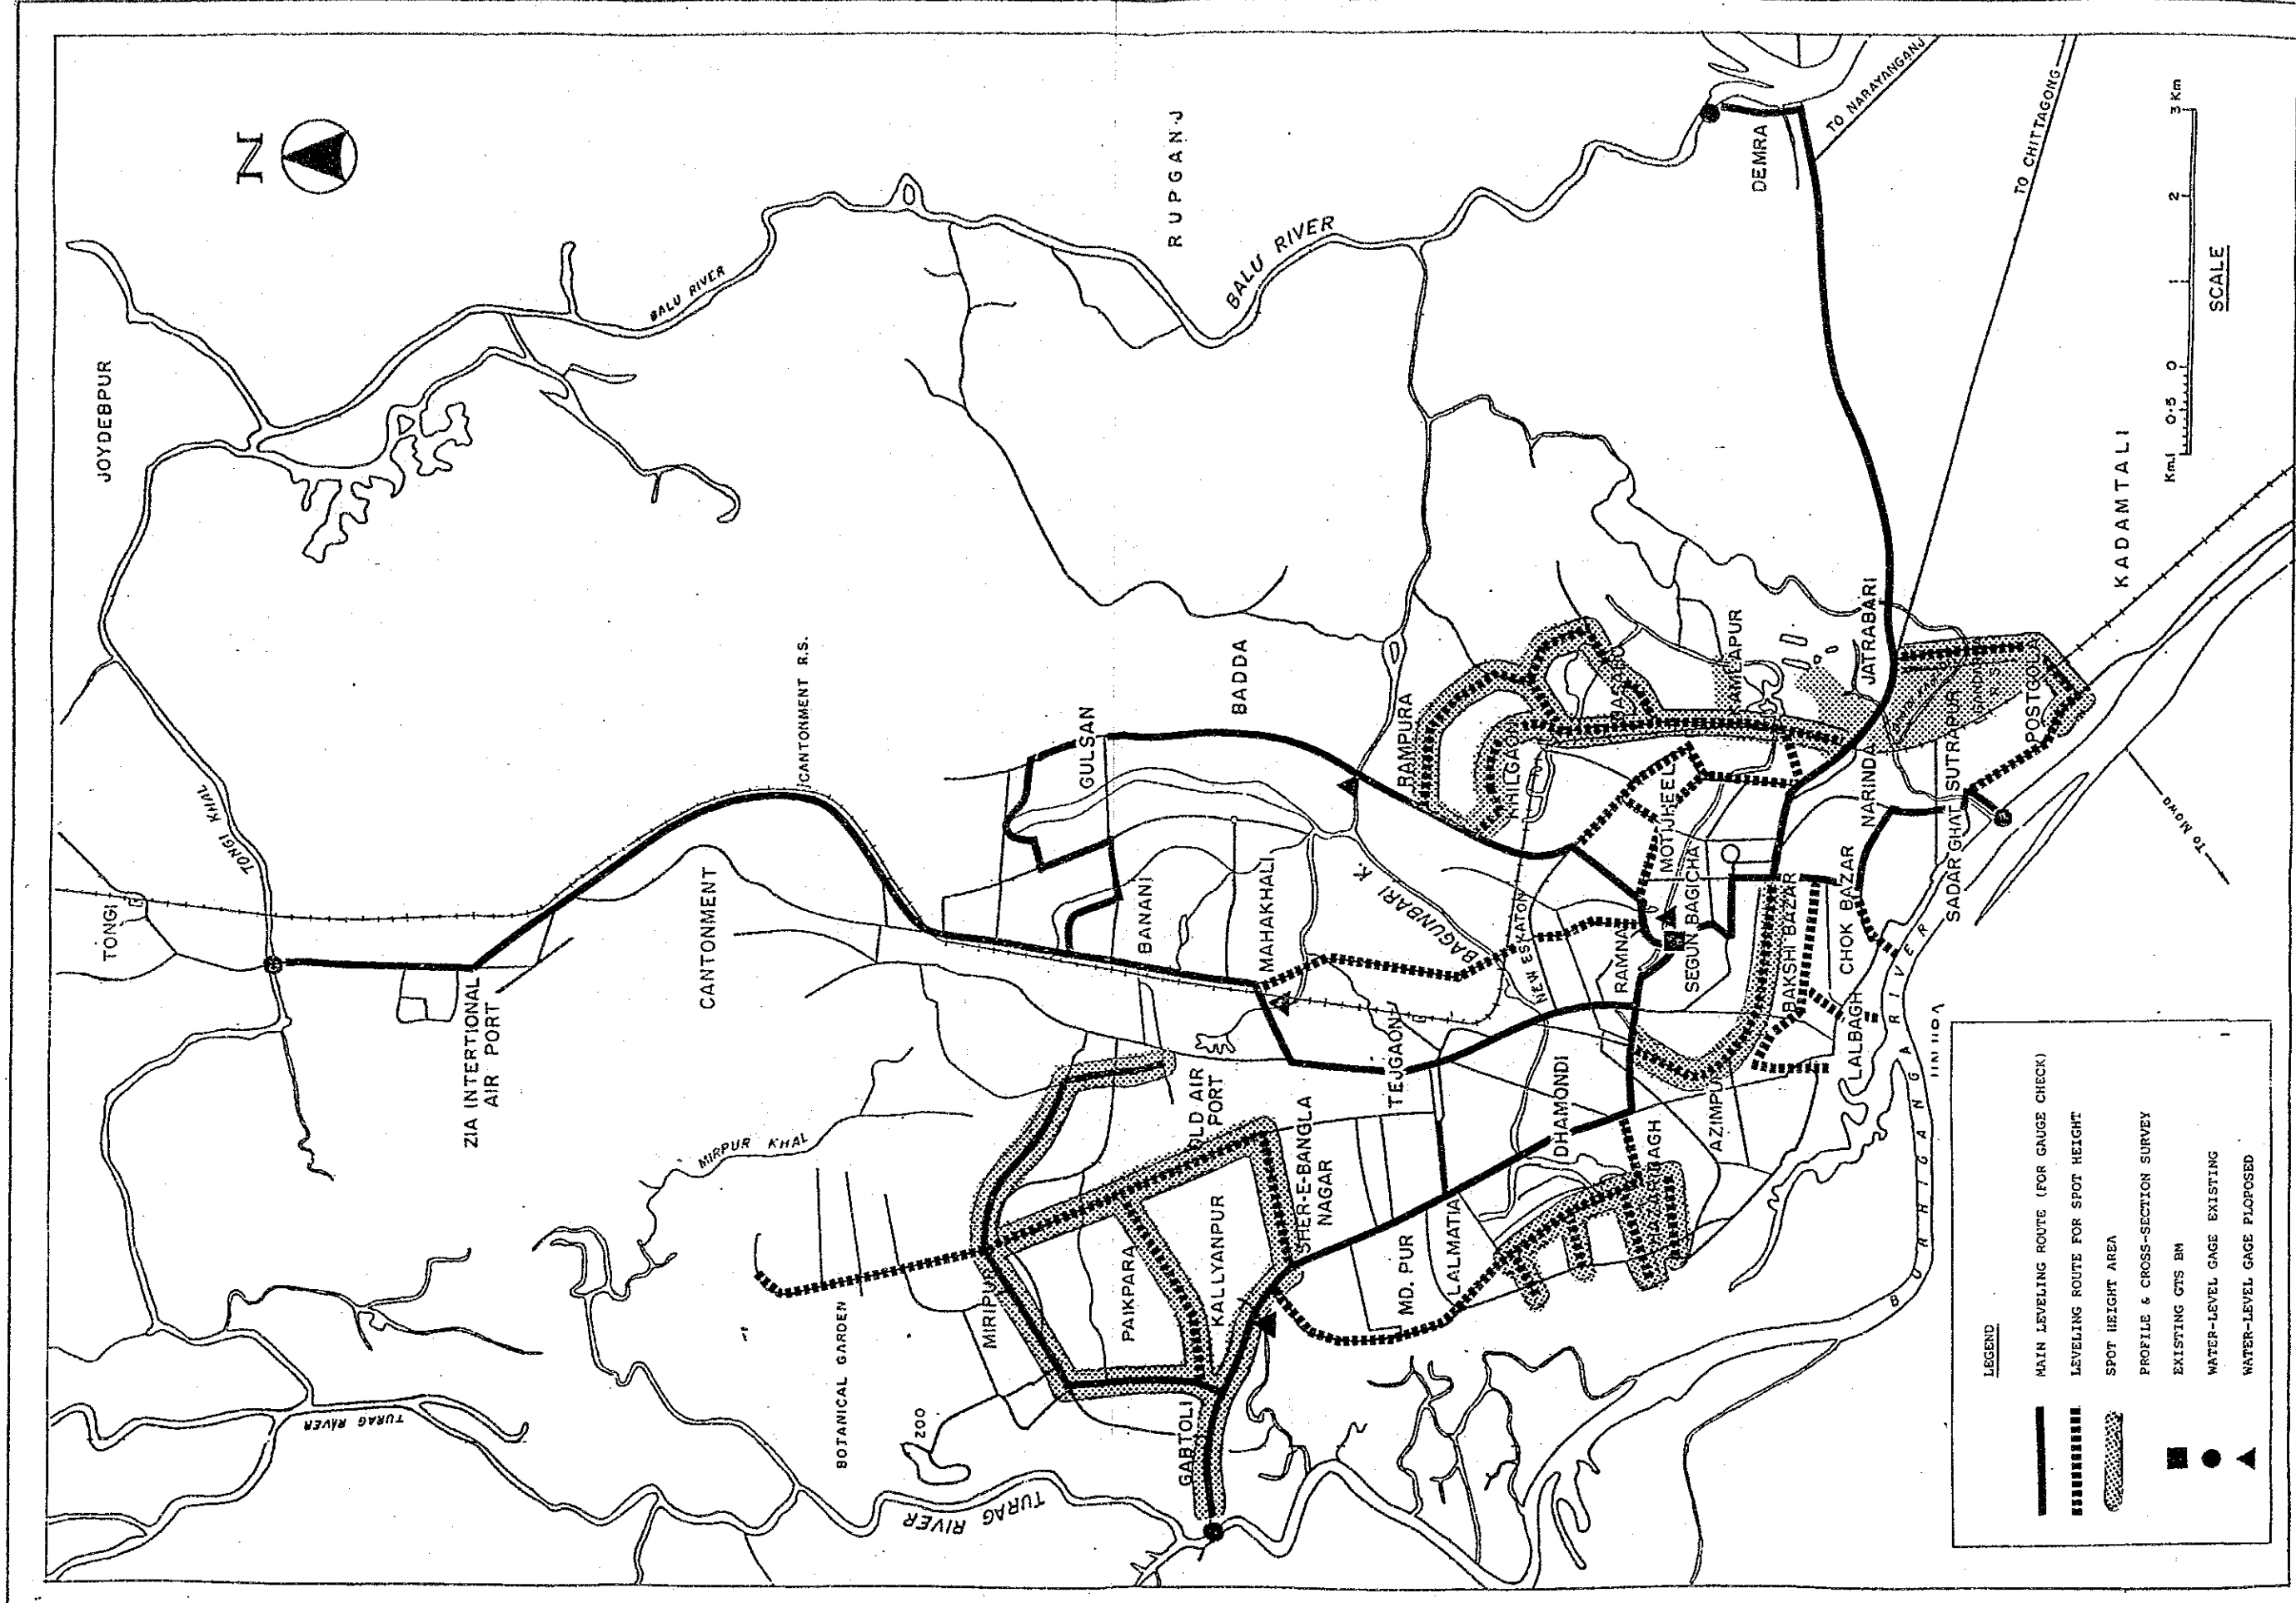 N
JOYDEBPUR
TONGI
TONGI KHAL
BALU RIVER
RUPGANJ
BALU RIVER
DEMRA
TO NARAYANGANJ
TO CHITTAGONG
ZIA INTERTIONAL
AIR PORT
CANTONMENT
CANTONMENT R.S.
GULSAN
BADDA
BANANI
MAHAKHALI
BAGUNBARI K.
RAMPURA
KHILGAON
BASABO
KAMLAPUR
JATRABARI
KADAMTALI
MOTIJHEEL
NARINDA
SUTRAPUR
POSTGOLA
SADAR GHAT
To Mowa
NEW ESKATON
RAMNA
SEGUN BAGICHA
BAKSHI BAZAR
CHOK BAZAR
LALBAGH
TEJGAON
DHAMONDI
AZIMPUR
HAZARIBAGH
LALMATIA
MD. PUR
SHER-E-BANGLA
NAGAR
OLD AIR
PORT
MIRPUR KHAL
MIRIPUR
PAIKPARA
KALLYANPUR
GABTOLI
BOTANICAL GARDEN
200
TURAG RIVER
TURAG
RIVER
BURHIGANGA RIVER
Km.1 0.5 0 1 2 3 Km
SCALE
LEGEND
MAIN LEVELING ROUTE (FOR GAUGE CHECK)
LEVELING ROUTE FOR SPOT HEIGHT
SPOT HEIGHT AREA
PROFILE & CROSS-SECTION SURVEY
EXISTING GTS BM
WATER-LEVEL GAGE EXISTING
WATER-LEVEL GAGE PLOPOSED